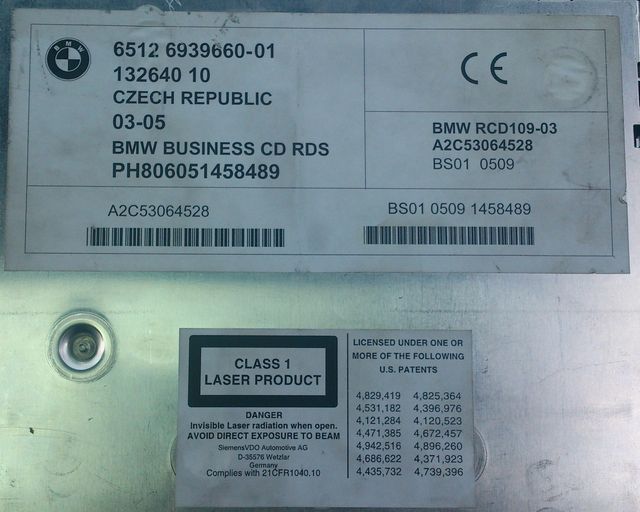 BMW
6512 6939660-01
132640 10
CZECH REPUBLIC
03-05
BMW BUSINESS CD RDS
PH806051458489
CE
BMW RCD109-03
A2C53064528
BS01 0509
A2C53064528
BS01 0509 1458489
CLASS 1
LASER PRODUCT
DANGER
Invisible Laser radiation when open.
AVOID DIRECT EXPOSURE TO BEAM
SiemensVDO Automotive AG
D-35576 Wetzlar
Germany
Complies with 21CFR1040.10
LICENSED UNDER ONE OR
MORE OF THE FOLLOWING
U.S. PATENTS
4,829,419 4,825,364
4,531,182 4,396,976
4,121,284 4,120,523
4,471,385 4,672,457
4,942,516 4,896,260
4,686,622 4,371,923
4,435,732 4,739,396